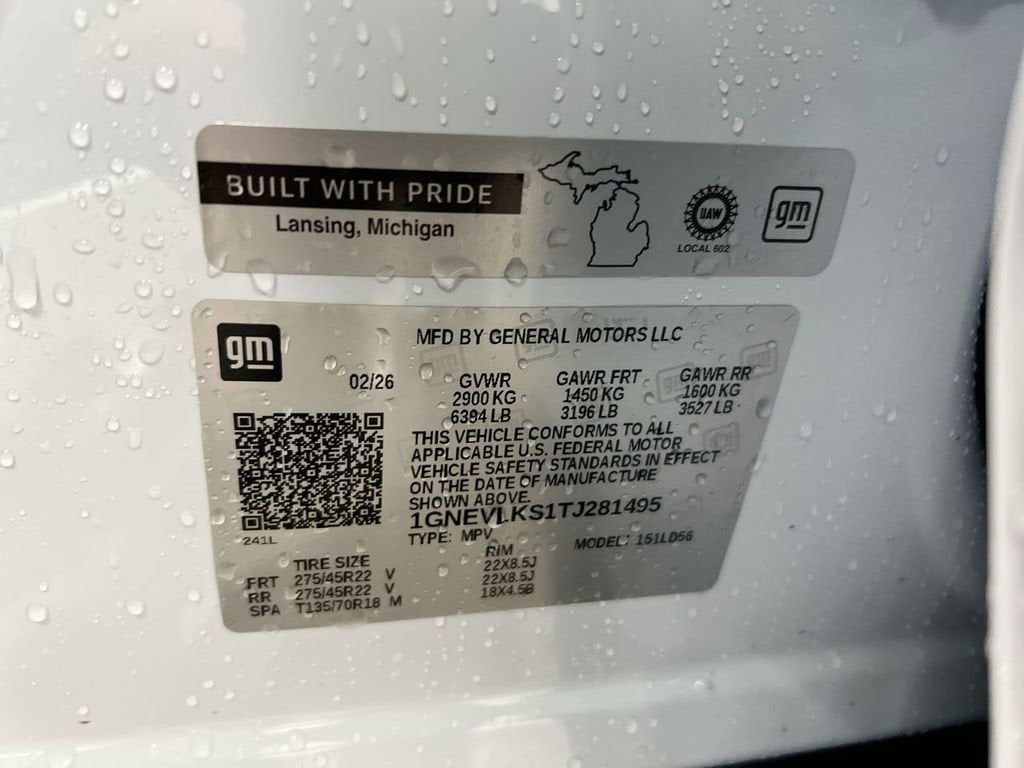 BUILT WITH PRIDE
Lansing, Michigan
UAW
LOCAL 602
gm
gm
MFD BY GENERAL MOTORS LLC
02/26
GVWR GAWR FRT GAWR RR
2900 KG 1450 KG 1600 KG
6394 LB 3196 LB 3527 LB
THIS VEHICLE CONFORMS TO ALL
APPLICABLE U.S. FEDERAL MOTOR
VEHICLE SAFETY STANDARDS IN EFFECT
ON THE DATE OF MANUFACTURE
SHOWN ABOVE.
1GNEVLKS1TJ281495
241L
TYPE: MPV MODEL: 1S1LD56
TIRE SIZE RIM
FRT 275/45R22 V 22X8.5J
RR 275/45R22 V 22X8.5J
SPA T135/70R18 M 18X4.5B